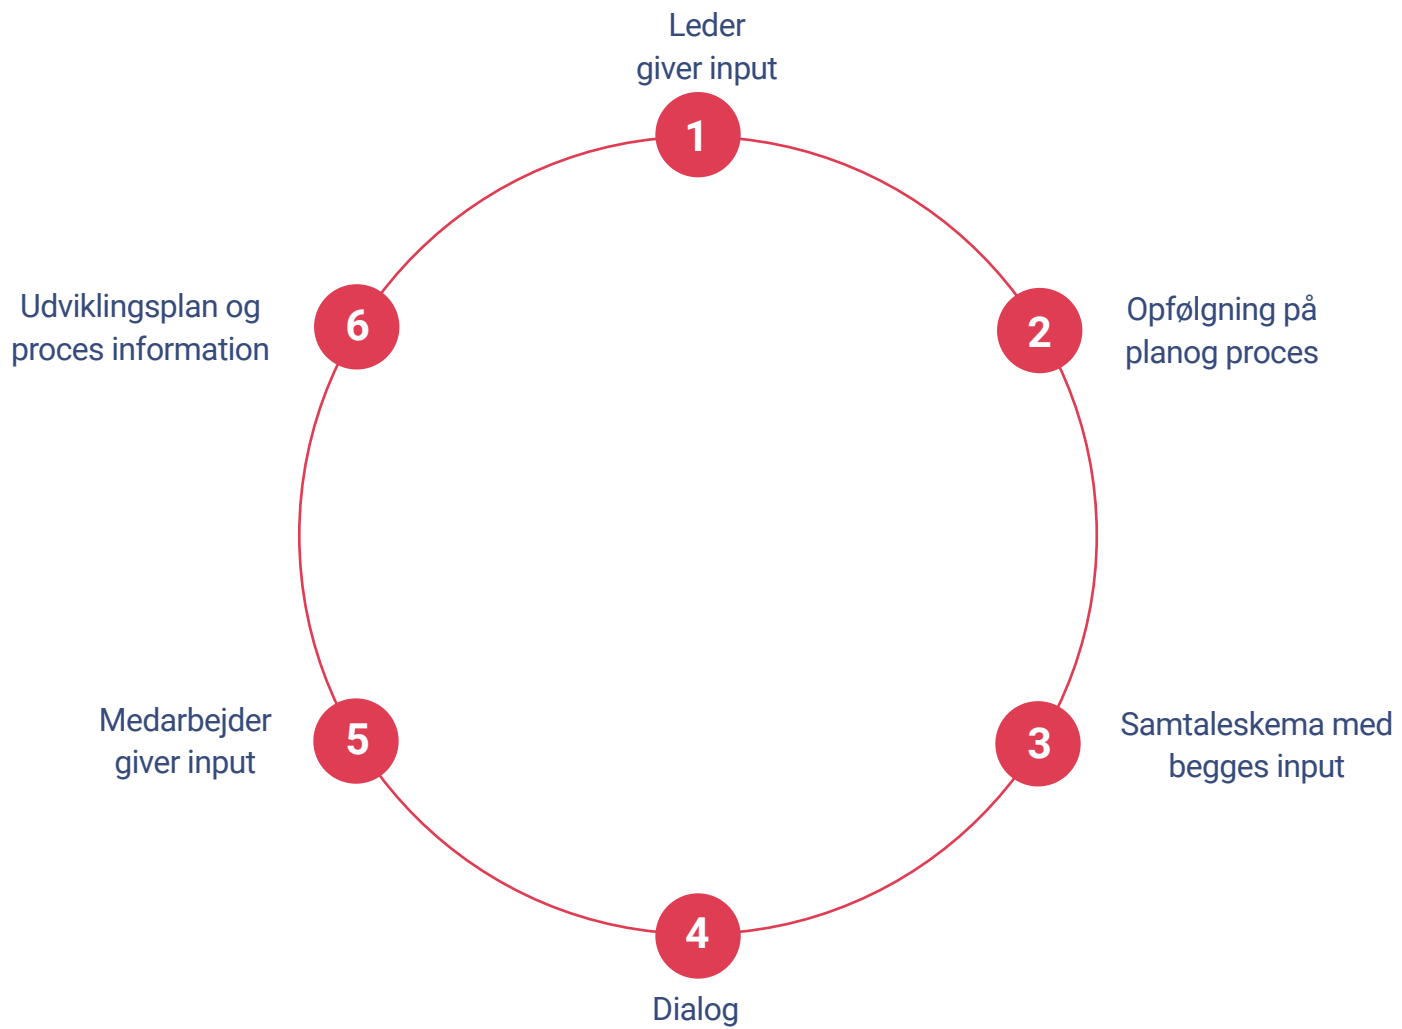 Leder
giver input
1
2
Opfølgning på
planog proces
3
Samtaleskema med
begges input
4
Dialog
5
Medarbejder
giver input
6
Udviklingsplan og
proces information